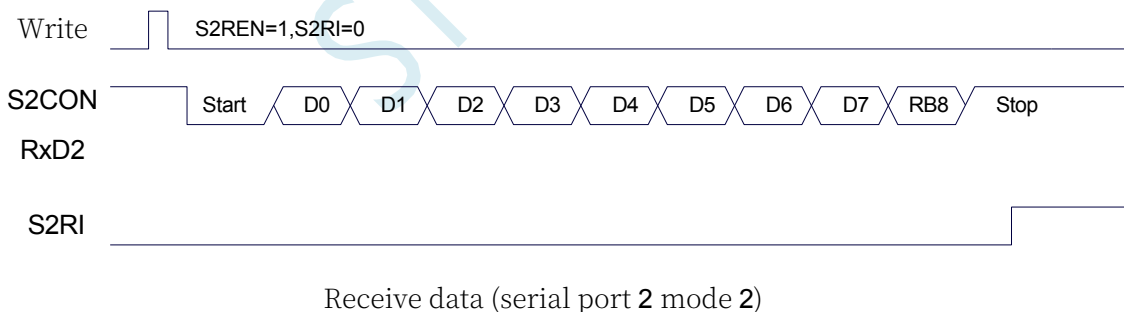 Write S2REN=1,S2RI=0
S2CON Start D0 D1 D2 D3 D4 D5 D6 D7 RB8 Stop
RxD2
S2RI
Receive data (serial port 2 mode 2)